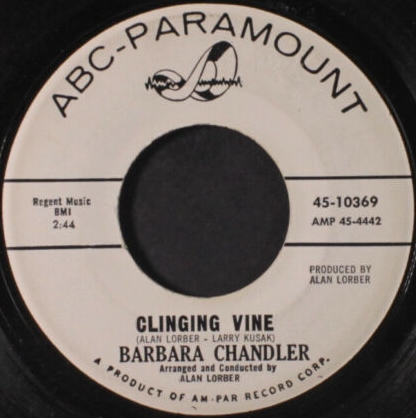 ABC-PARAMOUNT
Regent Music
BMI
2:44
45-10369
AMP 45-4442
PRODUCED BY
ALAN LORBER
CLINGING VINE
(ALAN LORBER - LARRY KUSAK)
BARBARA CHANDLER
Arranged and Conducted by
ALAN LORBER
A PRODUCT OF AM-PAR RECORD CORP.